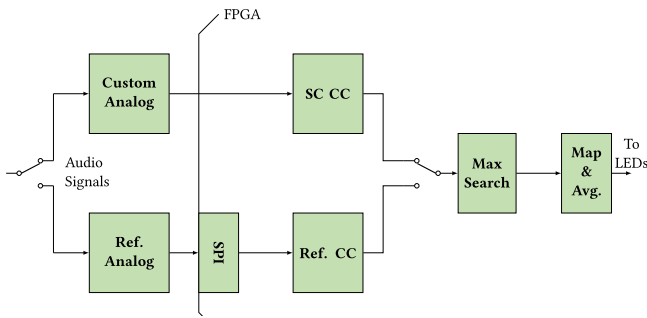 FPGA
Custom
Analog
SC CC
Audio
Signals
Max
Search
Map
&
Avg.
To
LEDs
Ref.
Analog
SPI
Ref. CC